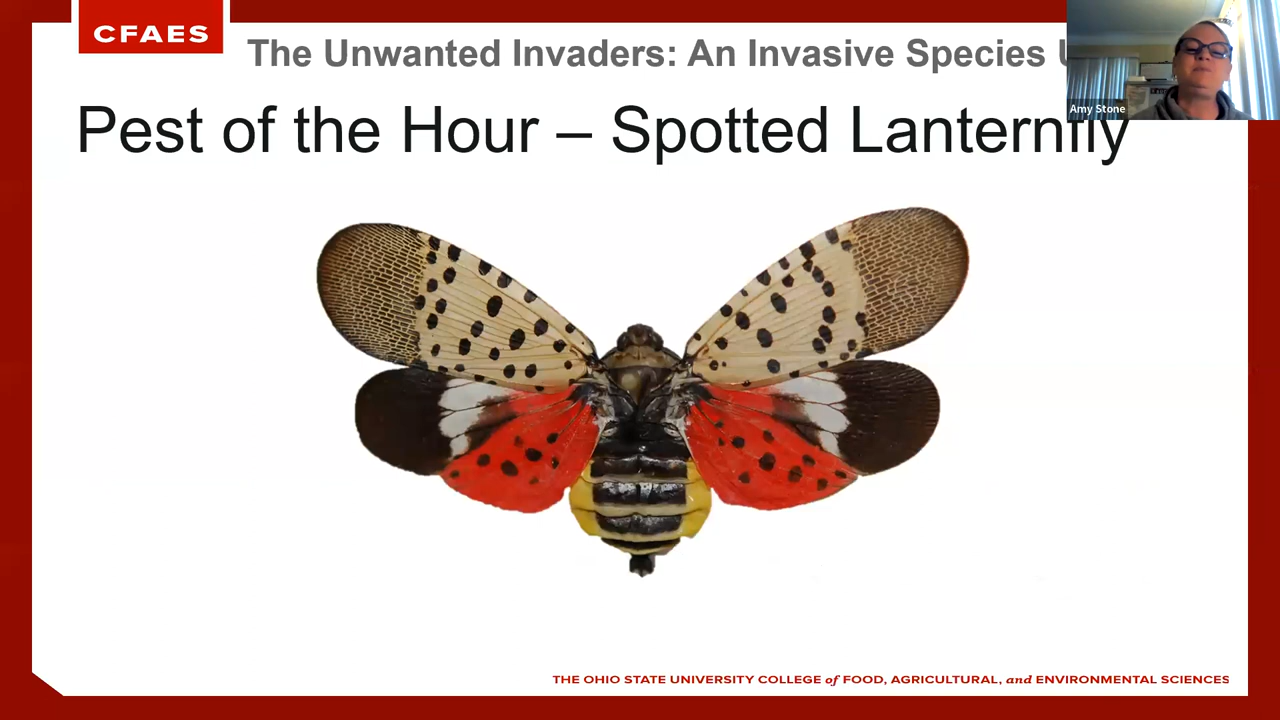 CFAES
The Unwanted Invaders: An Invasive Species
Amy Stone
Pest of the Hour – Spotted Lanternfly
THE OHIO STATE UNIVERSITY COLLEGE of FOOD, AGRICULTURAL, and ENVIRONMENTAL SCIENCES